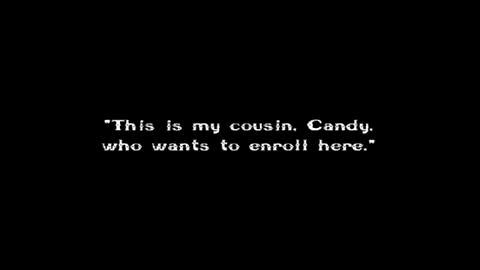 "This is my cousin, Candy,
who wants to enroll here."